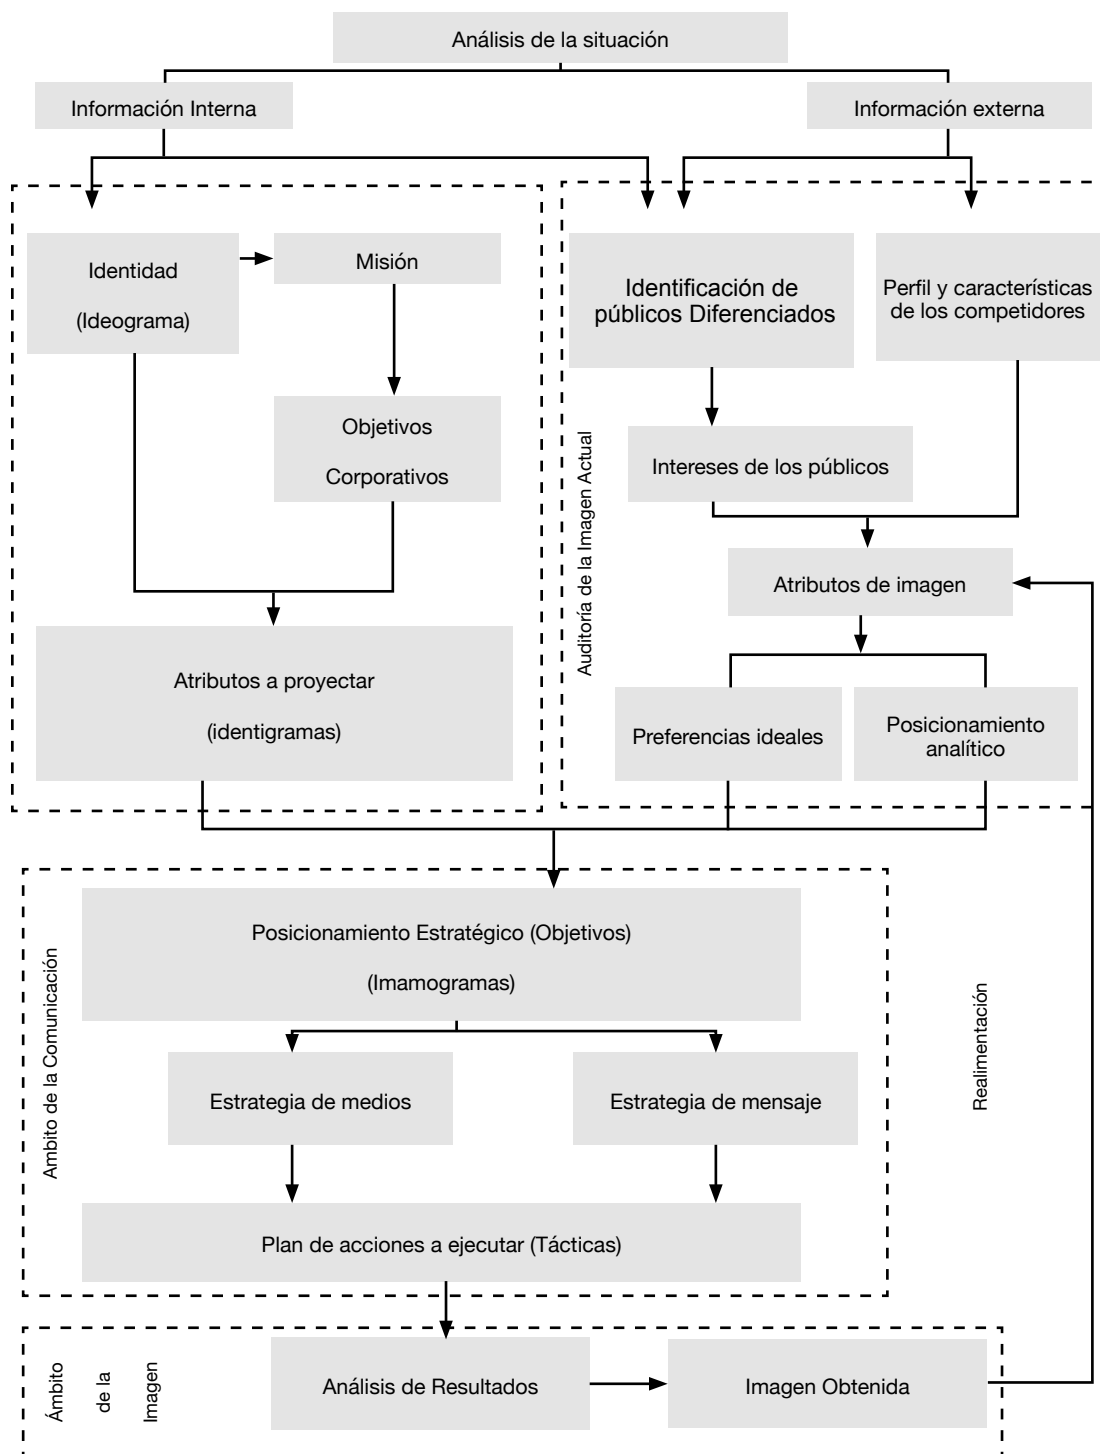 Análisis de la situación
Información Interna
Información externa
Identidad
(Ideograma)
Misión
Objetivos
Corporativos
Atributos a proyectar
(identigramas)
Auditoría de la Imagen Actual
Identificación de
públicos Diferenciados
Perfil y características
de los competidores
Intereses de los públicos
Atributos de imagen
Preferencias ideales
Posicionamiento
analítico
Ambito de la Comunicación
Posicionamiento Estratégico (Objetivos)
(Imamogramas)
Estrategia de medios
Estrategia de mensaje
Plan de acciones a ejecutar (Tácticas)
Realimentación
Ámbito
de la
Imagen
Análisis de Resultados
Imagen Obtenida